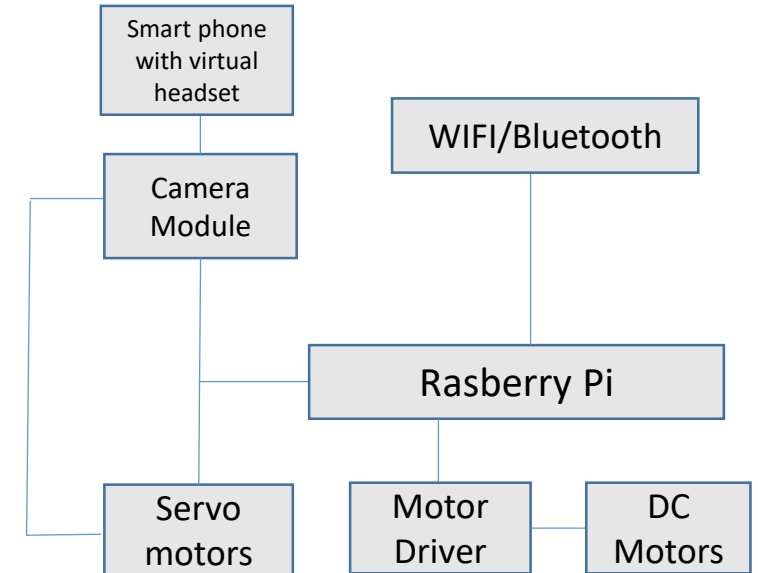 Smart phone
with virtual
headset
WIFI/Bluetooth
Camera
Module
Rasberry Pi
Servo
motors
Motor
Driver
DC
Motors